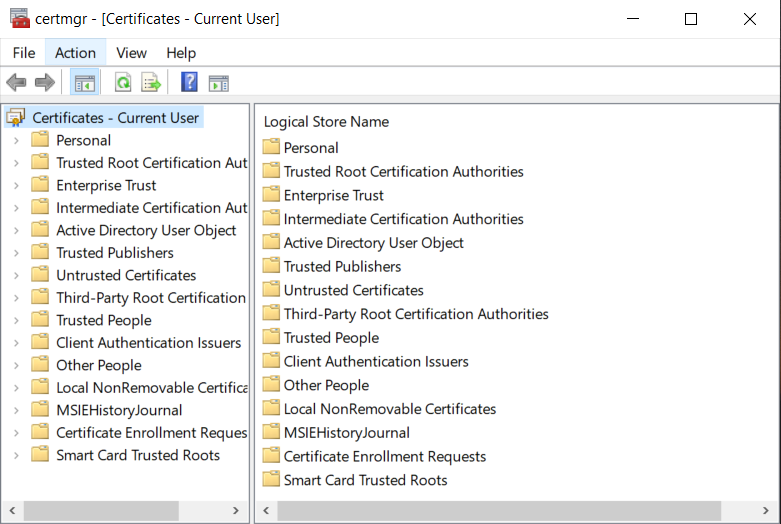 certmgr - [Certificates - Current User]
File Action View Help
Certificates - Current User
Personal
Trusted Root Certification Aut
Enterprise Trust
Intermediate Certification Aut
Active Directory User Object
Trusted Publishers
Untrusted Certificates
Third-Party Root Certification
Trusted People
Client Authentication Issuers
Other People
Local NonRemovable Certifica
MSIEHistoryJournal
Certificate Enrollment Reques
Smart Card Trusted Roots
Logical Store Name
Personal
Trusted Root Certification Authorities
Enterprise Trust
Intermediate Certification Authorities
Active Directory User Object
Trusted Publishers
Untrusted Certificates
Third-Party Root Certification Authorities
Trusted People
Client Authentication Issuers
Other People
Local NonRemovable Certificates
MSIEHistoryJournal
Certificate Enrollment Requests
Smart Card Trusted Roots